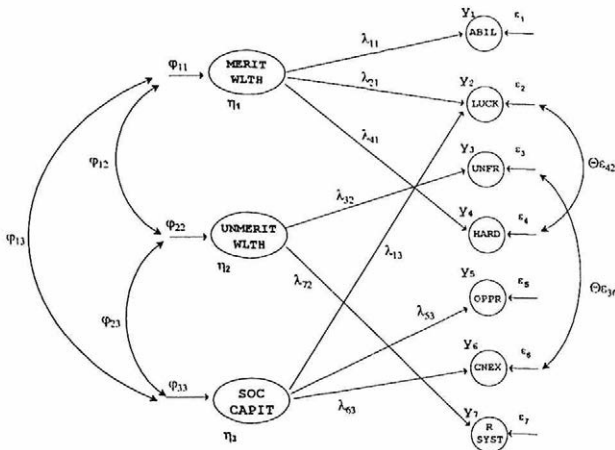 y1
ε1
ABIL
λ11
φ11
MERIT
WLTH
η1
y2
ε2
LUCK
λ21
Θε42
y3
ε3
UNFR
λ41
φ12
λ32
y4
ε4
HARD
φ13
φ22
UNMERIT
WLTH
η2
λ13
λ72
y5
ε5
OPPR
Θε36
φ23
λ53
y6
ε6
CNEX
φ33
SOC
CAPIT
η3
λ63
y7
ε7
R
SYST